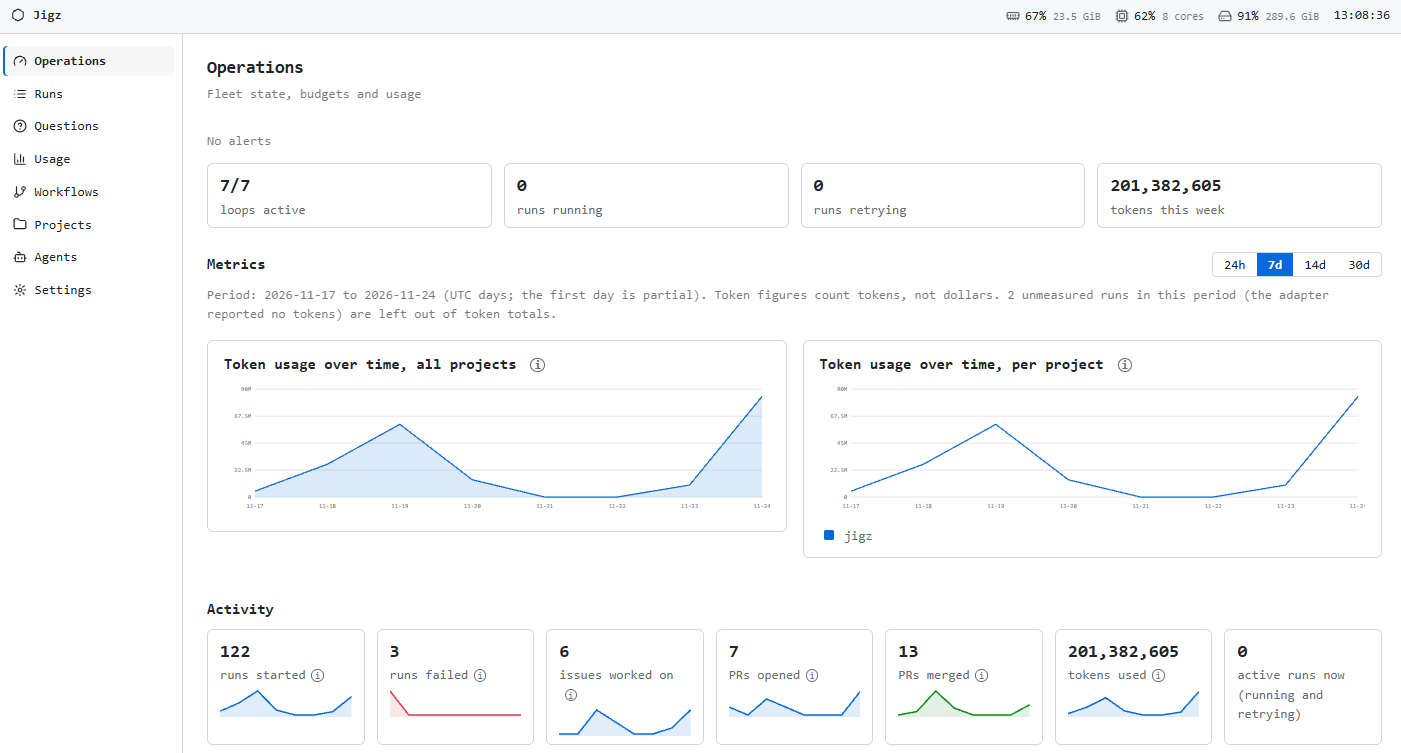 Jigz
67% 23.5 GiB 62% 8 cores 91% 289.6 GiB 13:08:36
Operations
Runs
Questions
Usage
Workflows
Projects
Agents
Settings
Operations
Fleet state, budgets and usage
No alerts
7/7
loops active
0
runs running
0
runs retrying
201,382,605
tokens this week
Metrics
24h 7d 14d 30d
Period: 2026-11-17 to 2026-11-24 (UTC days; the first day is partial). Token figures count tokens, not dollars. 2 unmeasured runs in this period (the adapter
reported no tokens) are left out of token totals.
Token usage over time, all projects
90M
67.5M
45M
22.5M
0
11-17 11-18 11-19 11-20 11-21 11-22 11-23 11-24
Token usage over time, per project
90M
67.5M
45M
22.5M
0
11-17 11-18 11-19 11-20 11-21 11-22 11-23 11-2
jigz
Activity
122
runs started
3
runs failed
6
issues worked on
7
PRs opened
13
PRs merged
201,382,605
tokens used
0
active runs now
(running and
retrying)